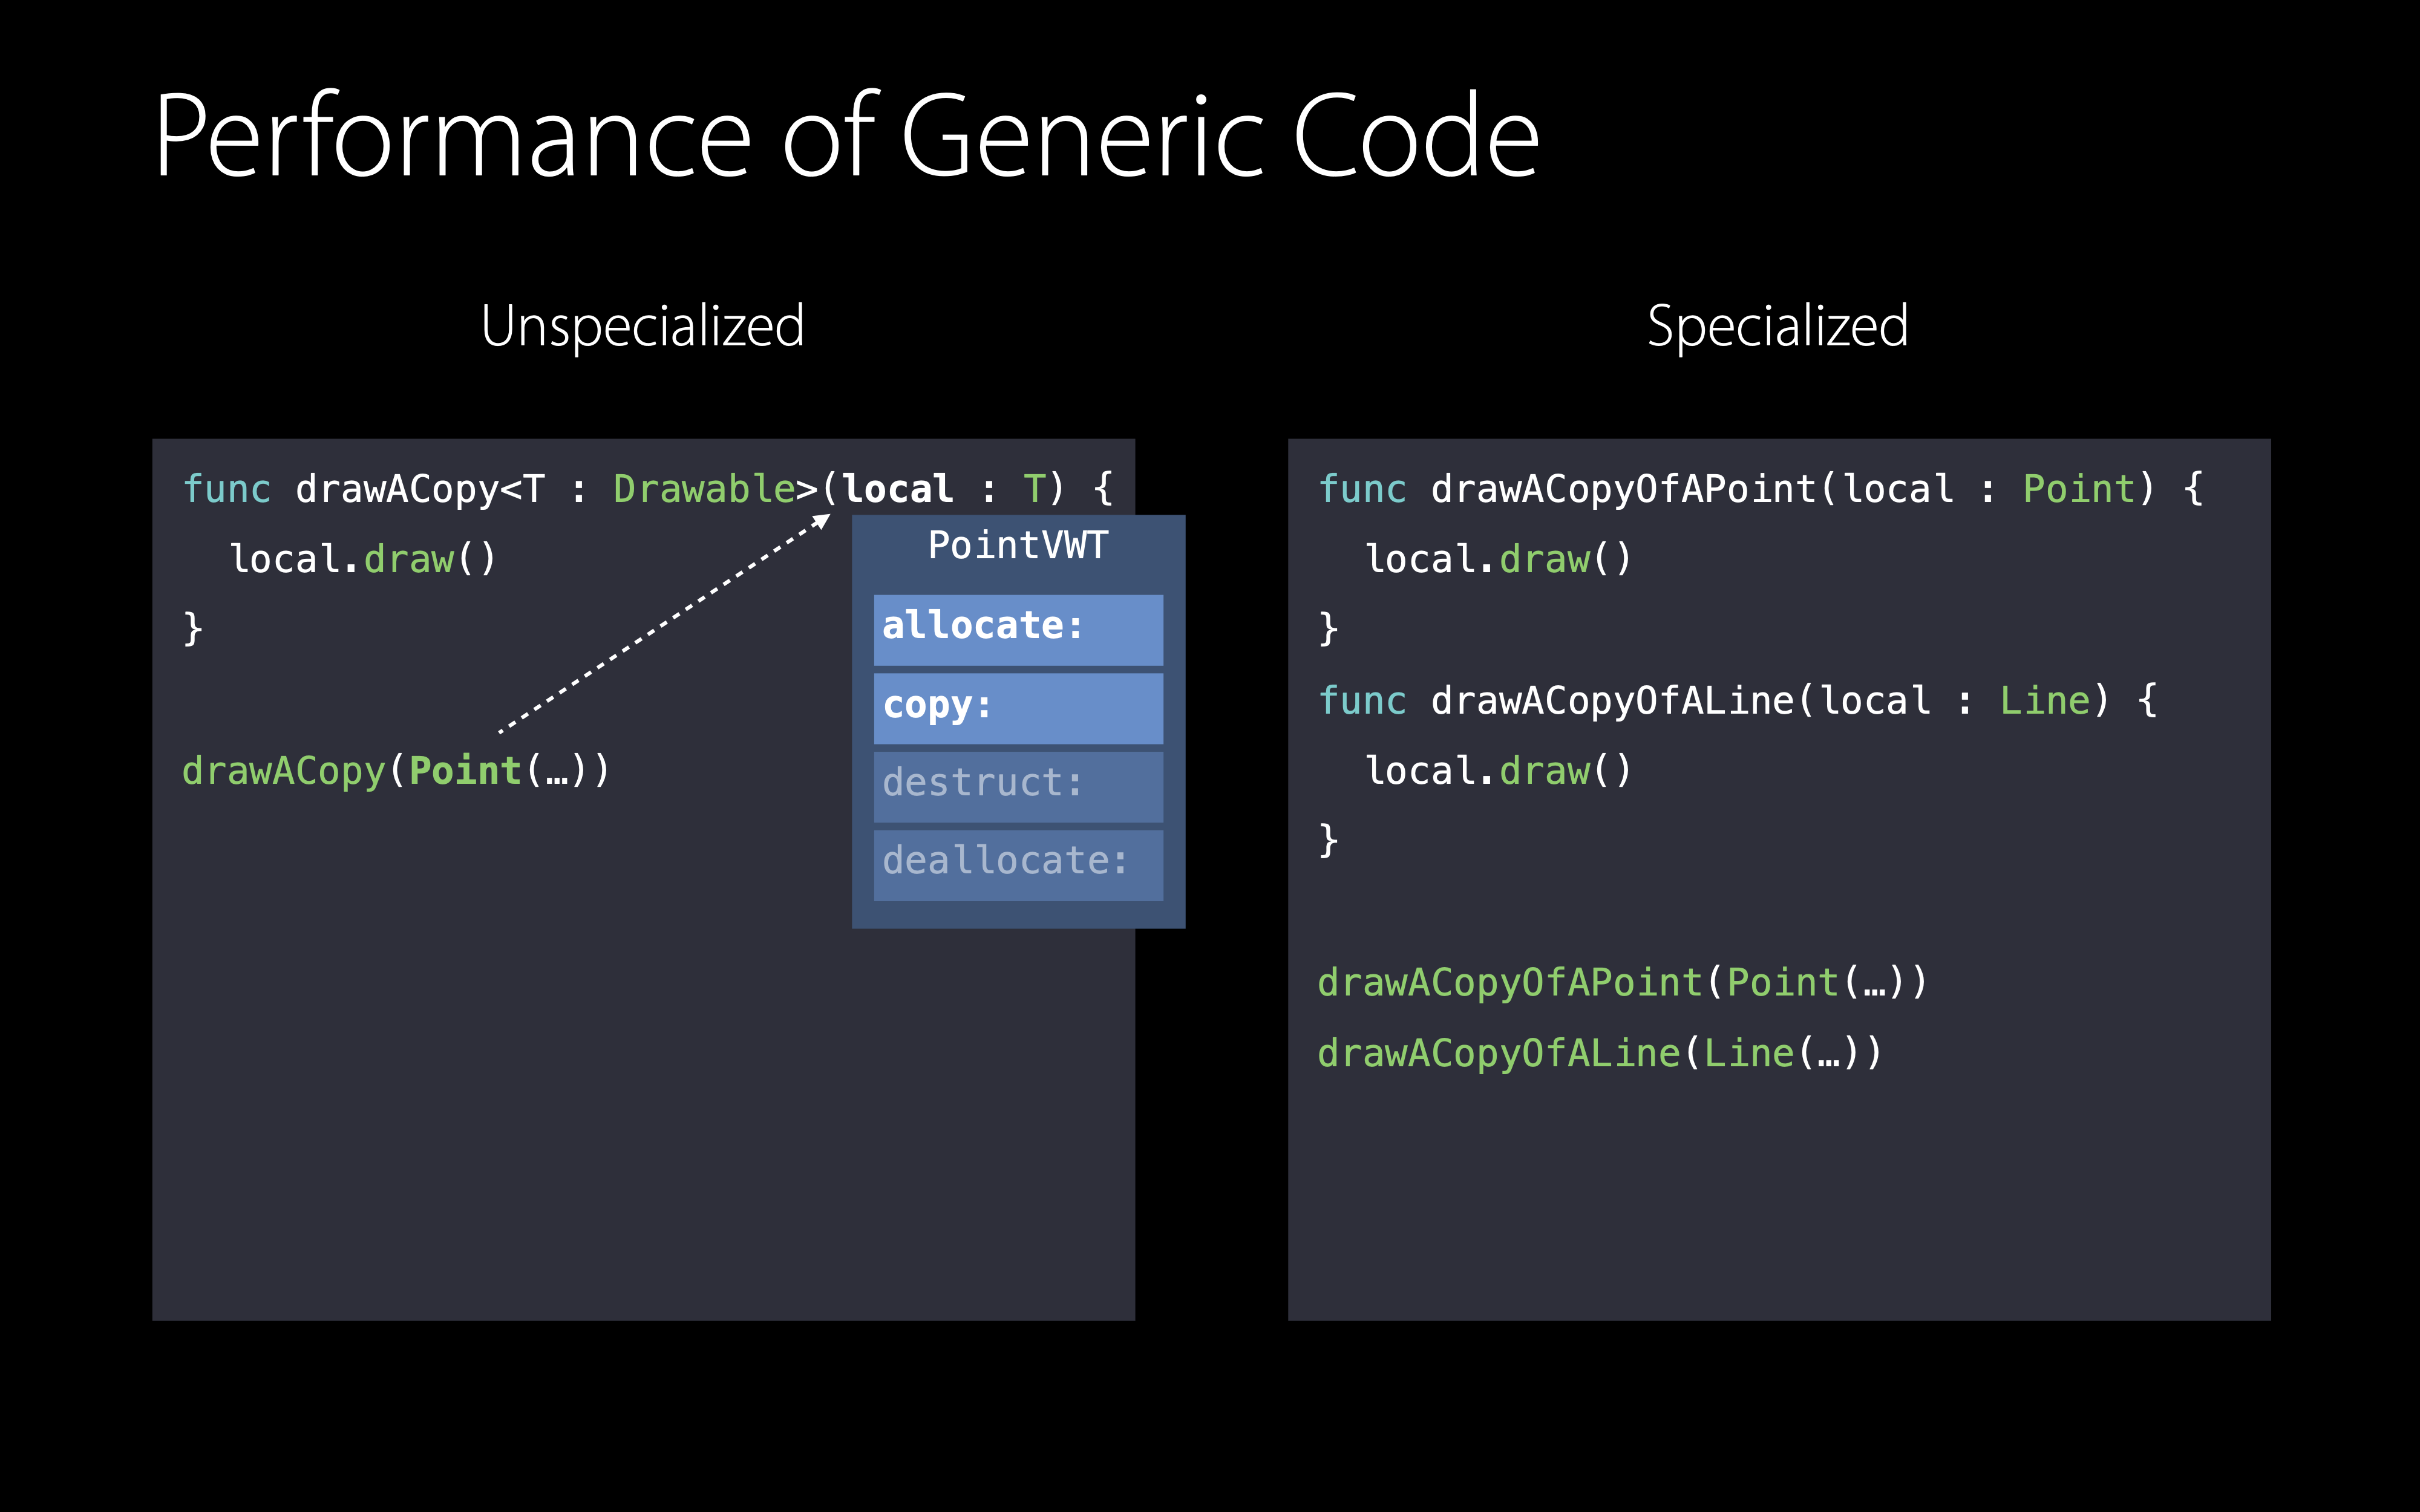 Performance of Generic Code
Unspecialized
func drawACopy<T : Drawable>(local : T) {
  local.draw()
}
drawACopy(Point(…))
PointVWT
allocate:
copy:
destruct:
deallocate:
Specialized
func drawACopyOfAPoint(local : Point) {
  local.draw()
}
func drawACopyOfALine(local : Line) {
  local.draw()
}
drawACopyOfAPoint(Point(…))
drawACopyOfALine(Line(…))